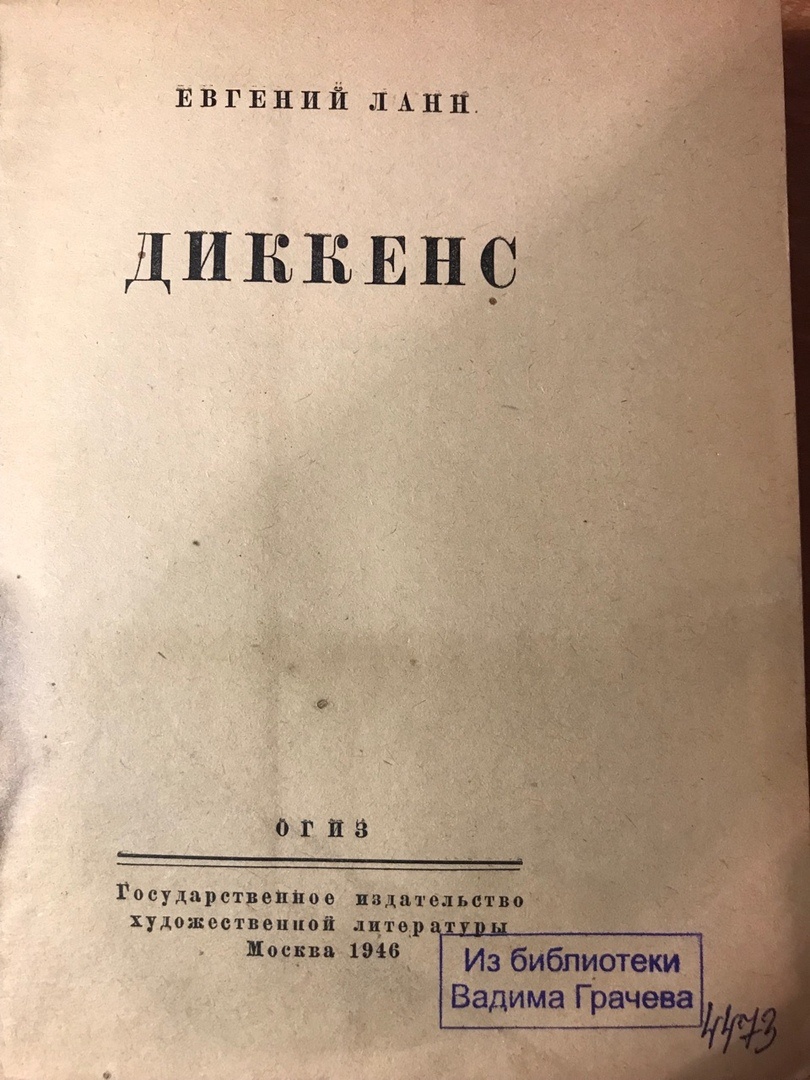 ЕВГЕНИЙ ЛАНН
ДИККЕНС
ОГИЗ
Государственное издательство
художественной литературы
Москва 1946
Из библиотеки
Вадима Грачева
4473